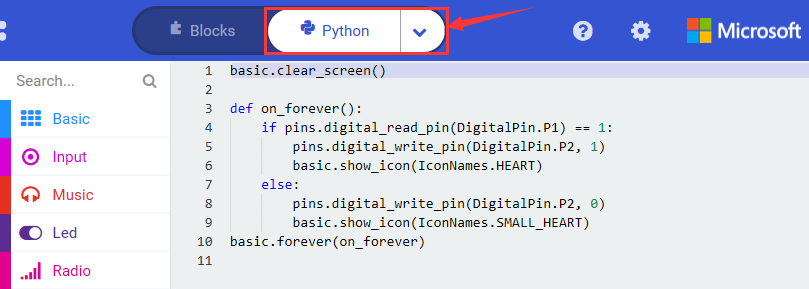 Blocks
Python
?
Microsoft
Search...
Basic
Input
Music
Led
Radio
1 basic.clear_screen()
2
3 def on_forever():
4     if pins.digital_read_pin(DigitalPin.P1) == 1:
5         pins.digital_write_pin(DigitalPin.P2, 1)
6         basic.show_icon(IconNames.HEART)
7     else:
8         pins.digital_write_pin(DigitalPin.P2, 0)
9         basic.show_icon(IconNames.SMALL_HEART)
10 basic.forever(on_forever)
11